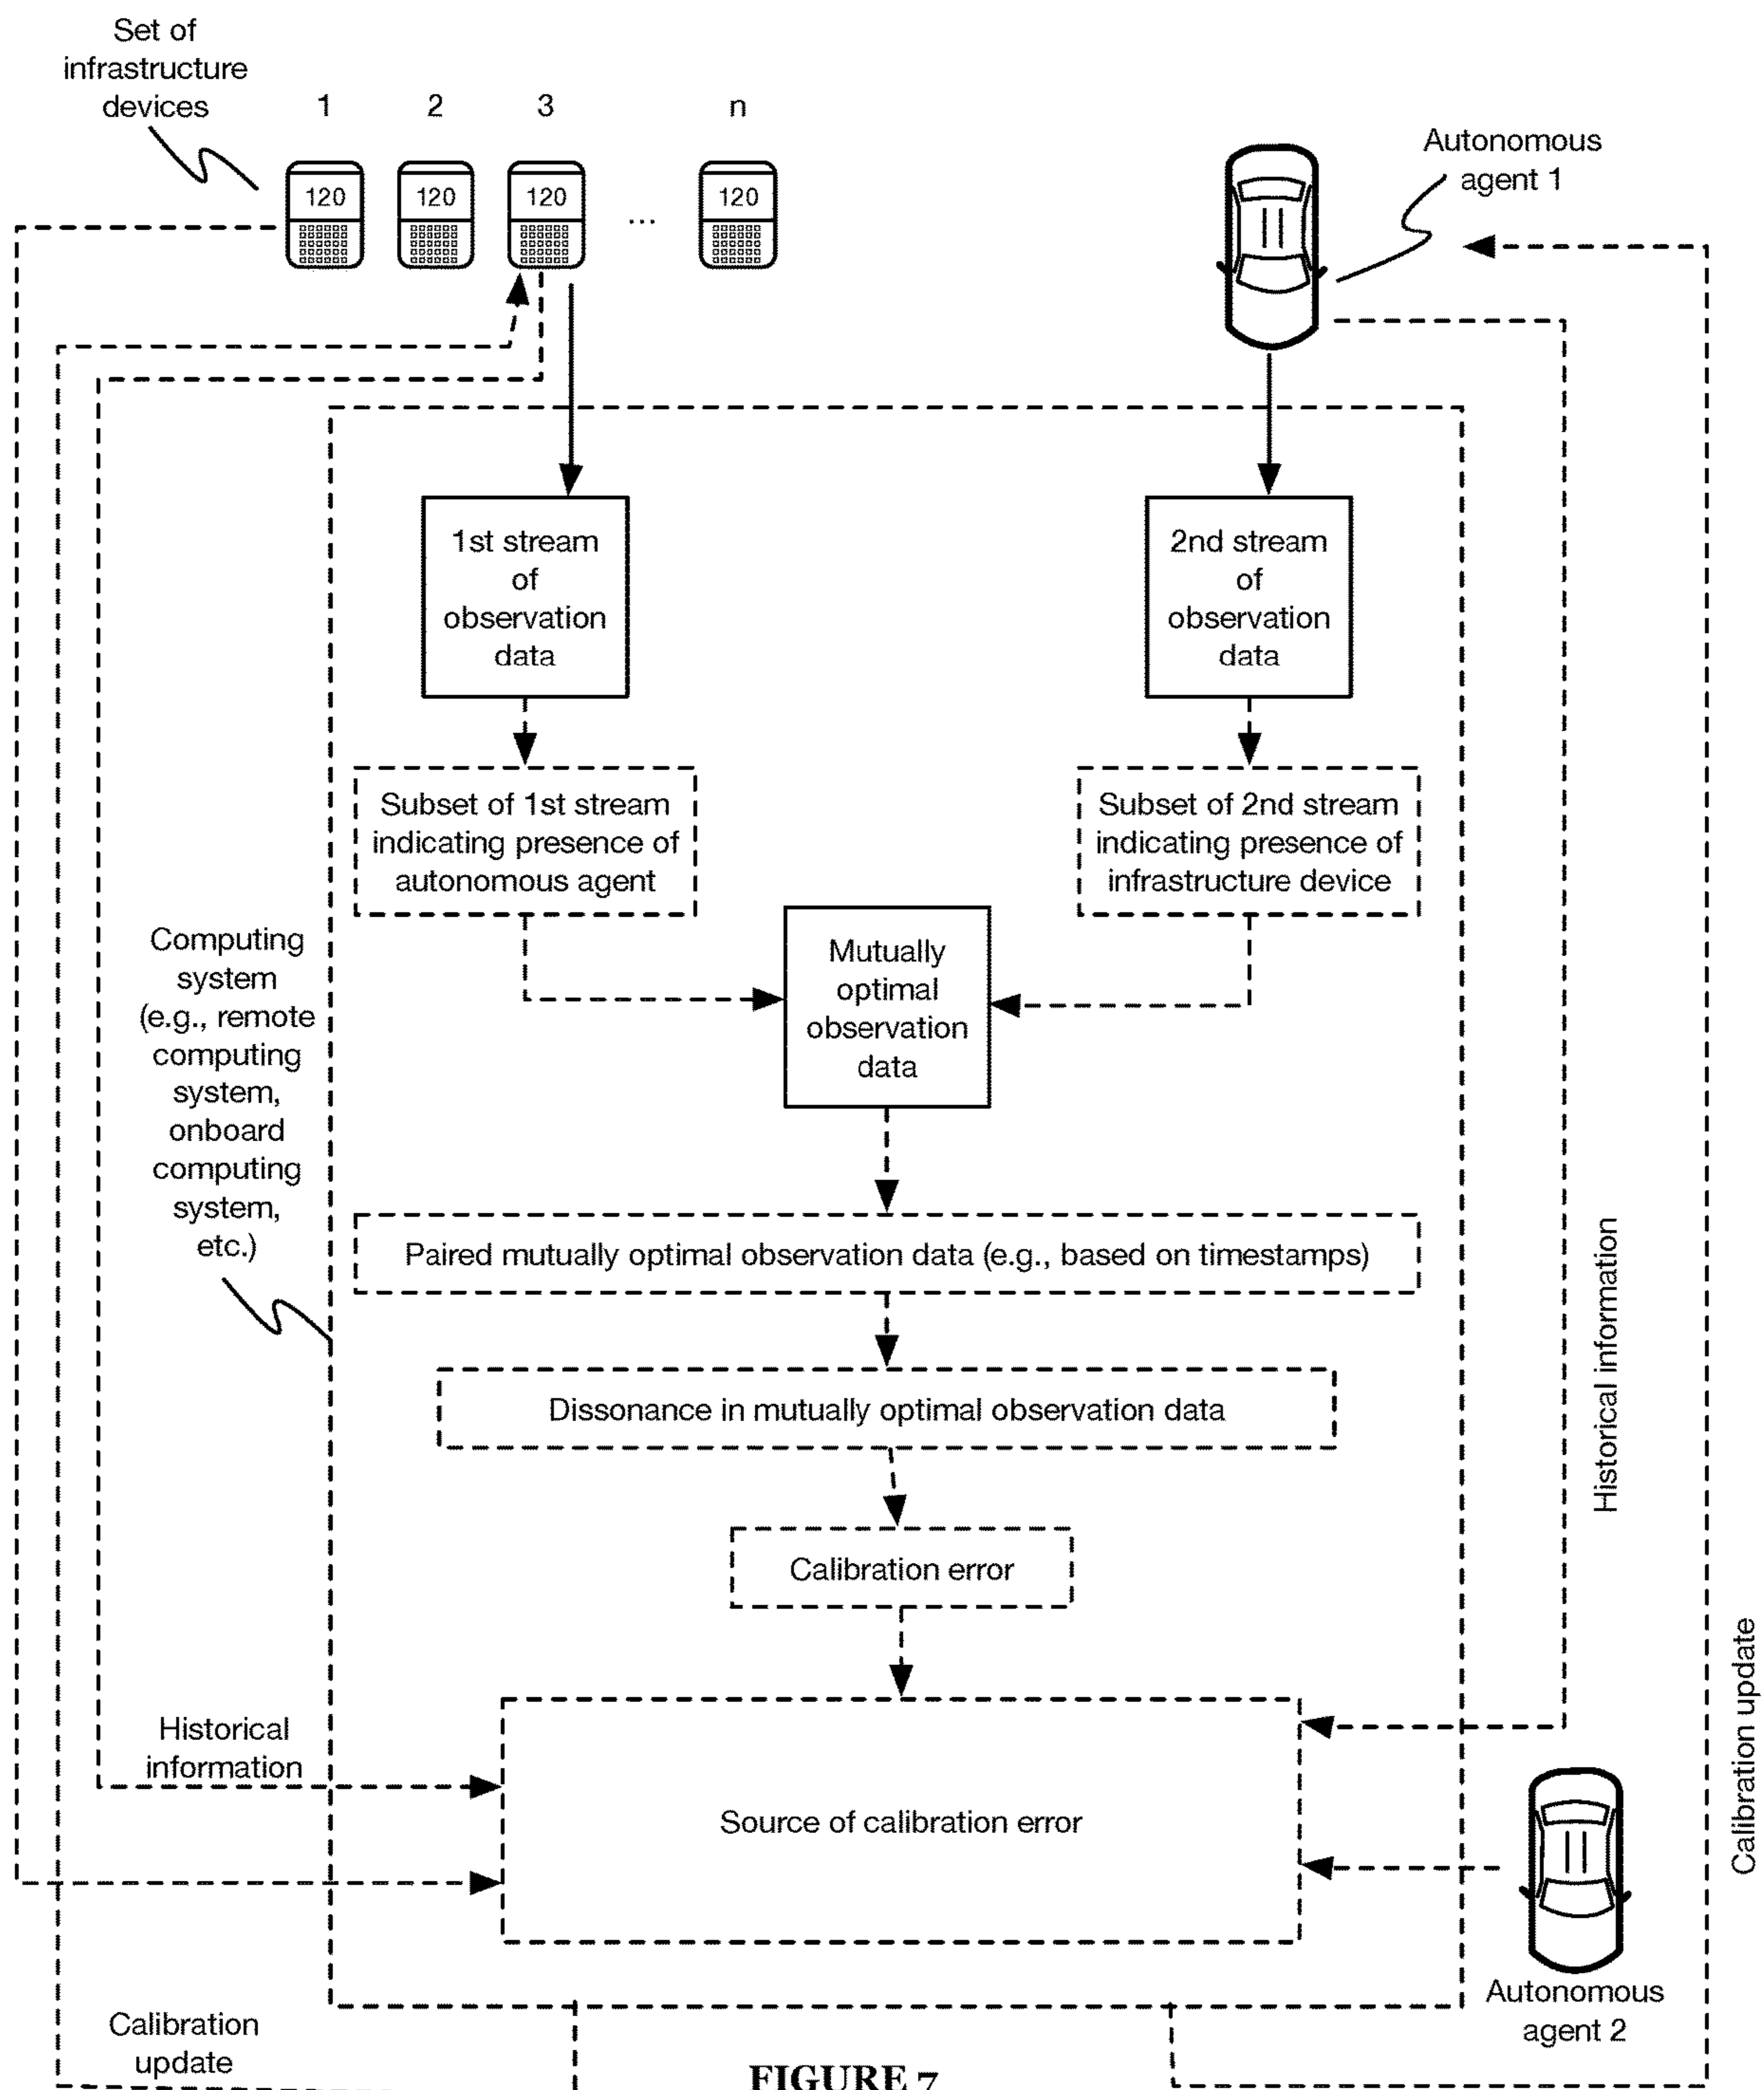 Set of
infrastructure
devices
1 2 3 n
120 120 120 ... 120
Autonomous
agent 1
1st stream
of
observation
data
2nd stream
of
observation
data
Subset of 1st stream
indicating presence of
autonomous agent
Subset of 2nd stream
indicating presence of
infrastructure device
Mutually
optimal
observation
data
Computing
system
(e.g., remote
computing
system,
onboard
computing
system,
etc.)
Paired mutually optimal observation data (e.g., based on timestamps)
Dissonance in mutually optimal observation data
Calibration error
Historical information
Calibration update
Historical
information
Source of calibration error
Autonomous
agent 2
Calibration
update
FIGURE 7